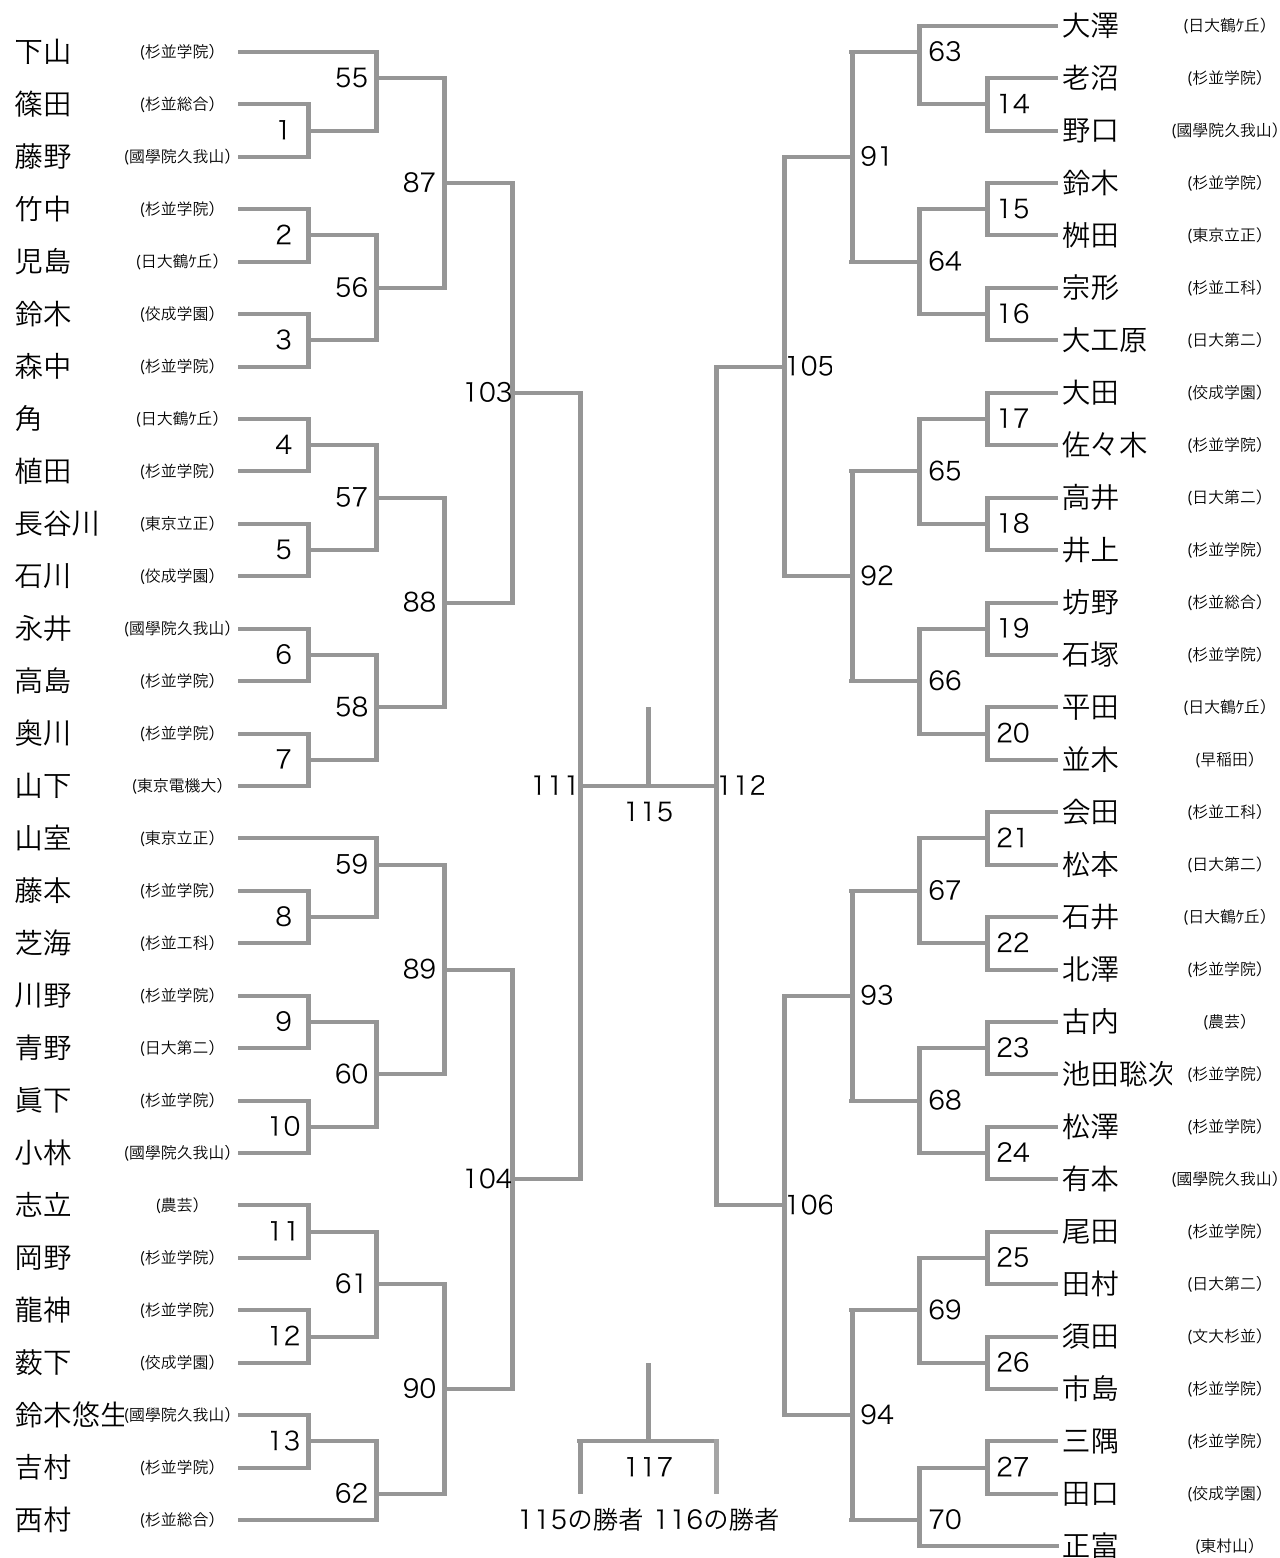 下山 (杉並学院)
篠田 (杉並総合)
藤野 (國學院久我山)
竹中 (杉並学院)
児島 (日大鶴ケ丘)
鈴木 (佼成学園)
森中 (杉並学院)
角 (日大鶴ケ丘)
植田 (杉並学院)
長谷川 (東京立正)
石川 (佼成学園)
永井 (國學院久我山)
高島 (杉並学院)
奥川 (杉並学院)
山下 (東京電機大)
山室 (東京立正)
藤本 (杉並学院)
芝海 (杉並工科)
川野 (杉並学院)
青野 (日大第二)
眞下 (杉並学院)
小林 (國學院久我山)
志立 (農芸)
岡野 (杉並学院)
龍神 (杉並学院)
薮下 (佼成学園)
鈴木悠生 (國學院久我山)
吉村 (杉並学院)
西村 (杉並総合)
1
2
3
4
5
6
7
8
9
10
11
12
13
55
56
57
58
59
60
61
62
87
88
89
90
103
104
111
115
112
117
115の勝者 116の勝者
105
106
91
92
93
94
63
64
65
66
67
68
69
70
14
15
16
17
18
19
20
21
22
23
24
25
26
27
大澤 (日大鶴ケ丘)
老沼 (杉並学院)
野口 (國學院久我山)
鈴木 (杉並学院)
桝田 (東京立正)
宗形 (杉並工科)
大工原 (日大第二)
大田 (佼成学園)
佐々木 (杉並学院)
高井 (日大第二)
井上 (杉並学院)
坊野 (杉並総合)
石塚 (杉並学院)
平田 (日大鶴ケ丘)
並木 (早稲田)
会田 (杉並工科)
松本 (日大第二)
石井 (日大鶴ケ丘)
北澤 (杉並学院)
古内 (農芸)
池田聡次 (杉並学院)
松澤 (杉並学院)
有本 (國學院久我山)
尾田 (杉並学院)
田村 (日大第二)
須田 (文大杉並)
市島 (杉並学院)
三隅 (杉並学院)
田口 (佼成学園)
正富 (東村山)